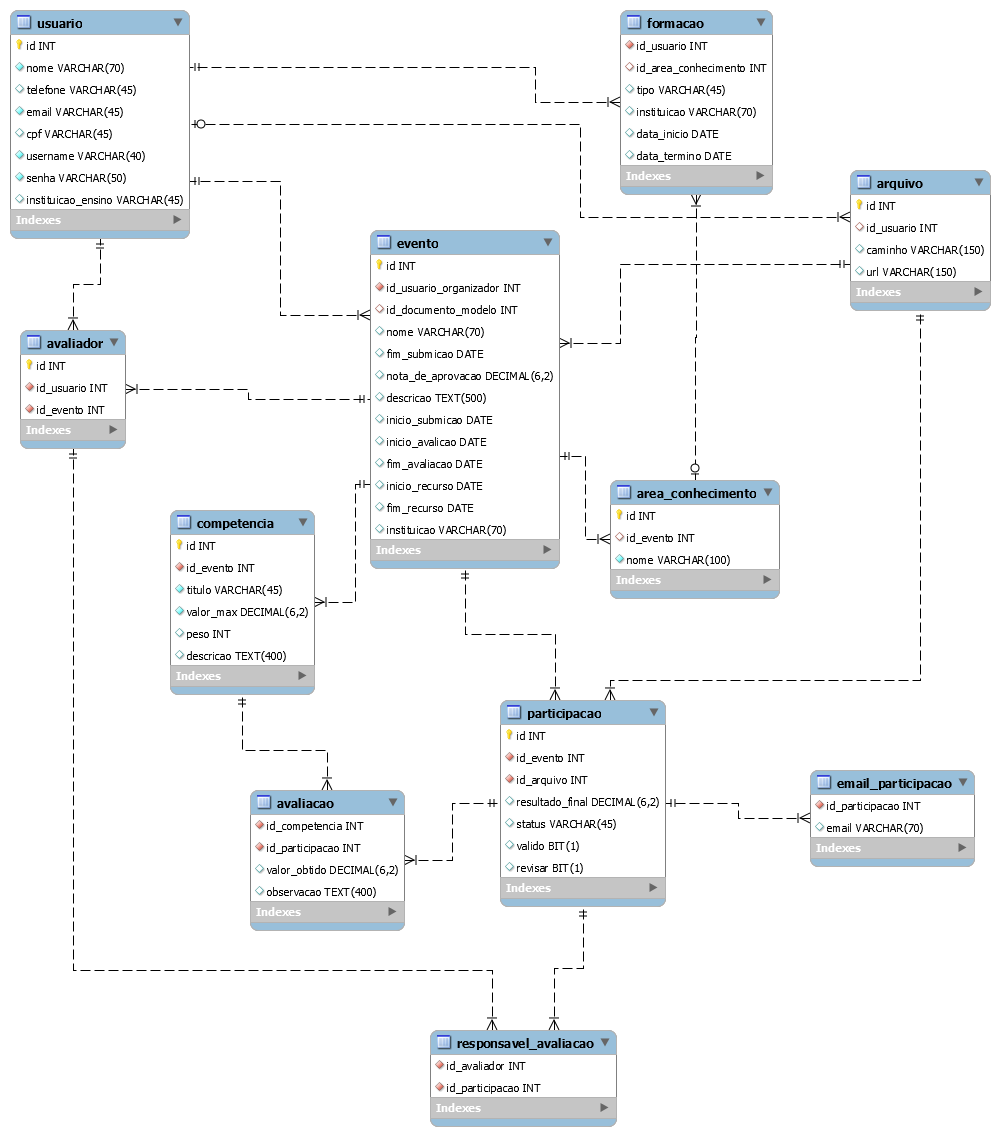 usuario
id INT
nome VARCHAR(70)
telefone VARCHAR(45)
email VARCHAR(45)
cpf VARCHAR(45)
username VARCHAR(40)
senha VARCHAR(50)
instituicao_ensino VARCHAR(45)
Indexes
formacao
id_usuario INT
id_area_conhecimento INT
tipo VARCHAR(45)
instituicao VARCHAR(70)
data_inicio DATE
data_termino DATE
Indexes
arquivo
id INT
id_usuario INT
caminho VARCHAR(150)
url VARCHAR(150)
Indexes
evento
id INT
id_usuario_organizador INT
id_documento_modelo INT
nome VARCHAR(70)
fim_submicao DATE
nota_de_aprovacao DECIMAL(6,2)
descricao TEXT(500)
inicio_submicao DATE
inicio_avalicao DATE
fim_avaliacao DATE
inicio_recurso DATE
fim_recurso DATE
instituicao VARCHAR(70)
Indexes
avaliador
id INT
id_usuario INT
id_evento INT
Indexes
area_conhecimento
id INT
id_evento INT
nome VARCHAR(100)
Indexes
competencia
id INT
id_evento INT
titulo VARCHAR(45)
valor_max DECIMAL(6,2)
peso INT
descricao TEXT(400)
Indexes
participacao
id INT
id_evento INT
id_arquivo INT
resultado_final DECIMAL(6,2)
status VARCHAR(45)
valido BIT(1)
revisar BIT(1)
Indexes
email_participacao
id_participacao INT
email VARCHAR(70)
Indexes
avaliacao
id_competencia INT
id_participacao INT
valor_obtido DECIMAL(6,2)
observacao TEXT(400)
Indexes
responsavel_avaliacao
id_avaliador INT
id_participacao INT
Indexes